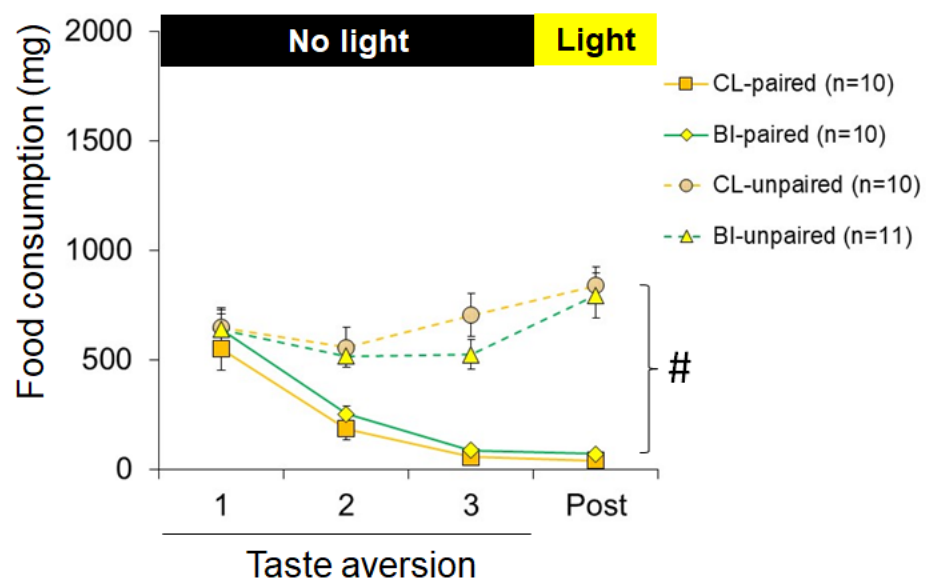 No light
Light
Food consumption (mg)
2000
1500
1000
500
0
1
2
3
Post
Taste aversion
CL-paired (n=10)
BI-paired (n=10)
CL-unpaired (n=10)
BI-unpaired (n=11)
#